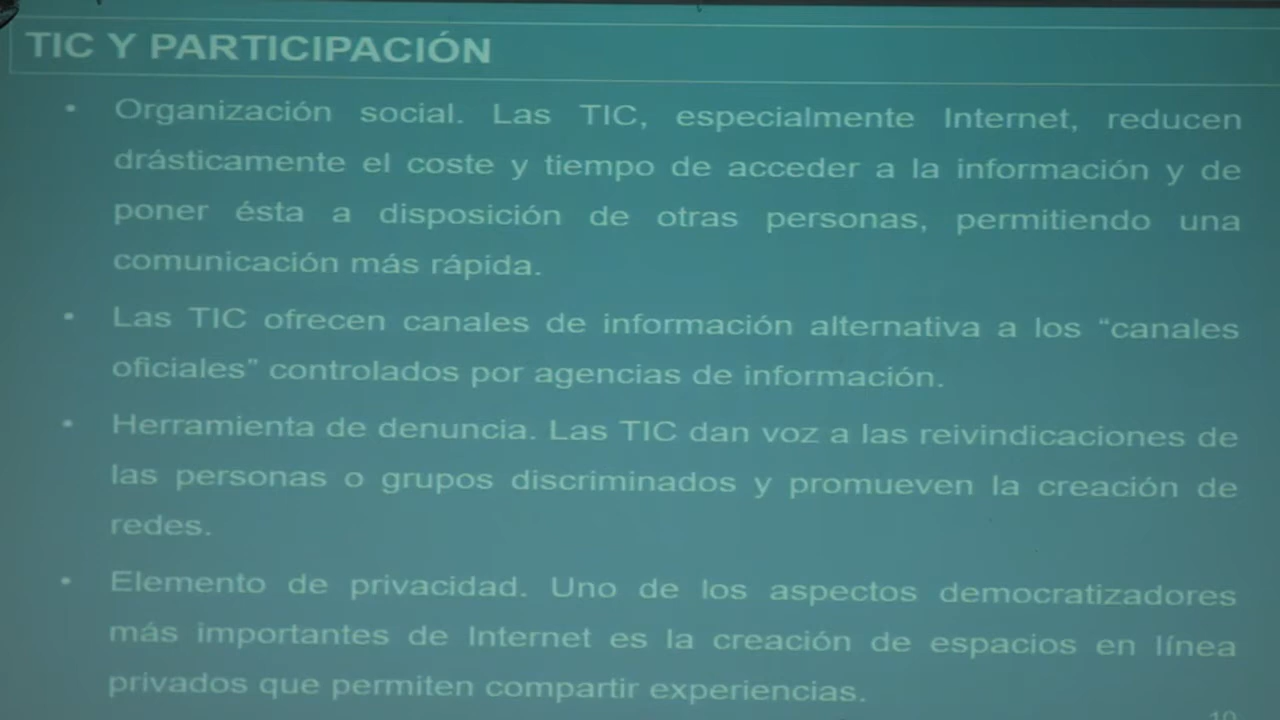 TIC Y PARTICIPACIÓN
• Organización social. Las TIC, especialmente Internet, reducen
drásticamente el coste y tiempo de acceder a la información y de
poner ésta a disposición de otras personas, permitiendo una
comunicación más rápida.
• Las TIC ofrecen canales de información alternativa a los “canales
oficiales” controlados por agencias de información.
• Herramienta de denuncia. Las TIC dan voz a las reivindicaciones de
las personas o grupos discriminados y promueven la creación de
redes.
• Elemento de privacidad. Uno de los aspectos democratizadores
más importantes de Internet es la creación de espacios en línea
privados que permiten compartir experiencias.